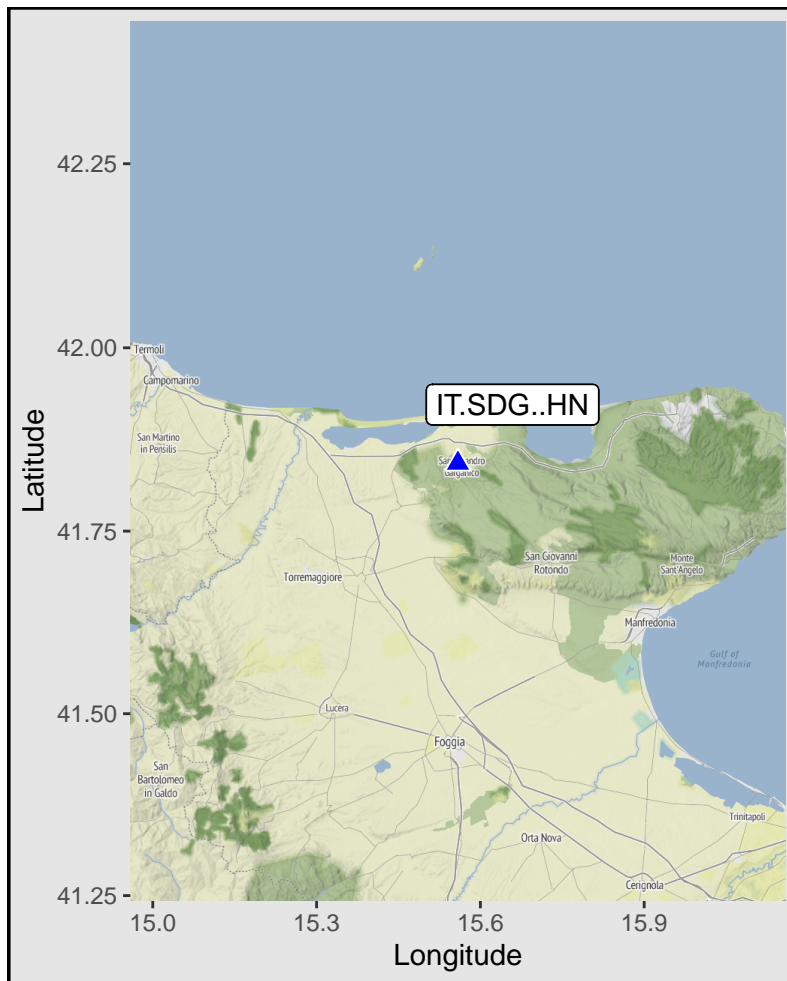 42.25
42.00
Termoli
Campomarino
IT.SDG..HN
San Martino
in Pensilis
Garganico
41.75
San Giovanni
Rotondo
Monte
Sant'Angelo
Torremaggiore
Manfredonia
Gulf of
Manfredonia
Latitude
41.50
Lucera
Foggia
San
Bartolomeo
in Galdo
Trinitapoli
Orta Nova
Cerignola
41.25
15.0
15.3
15.6
15.9
Longitude